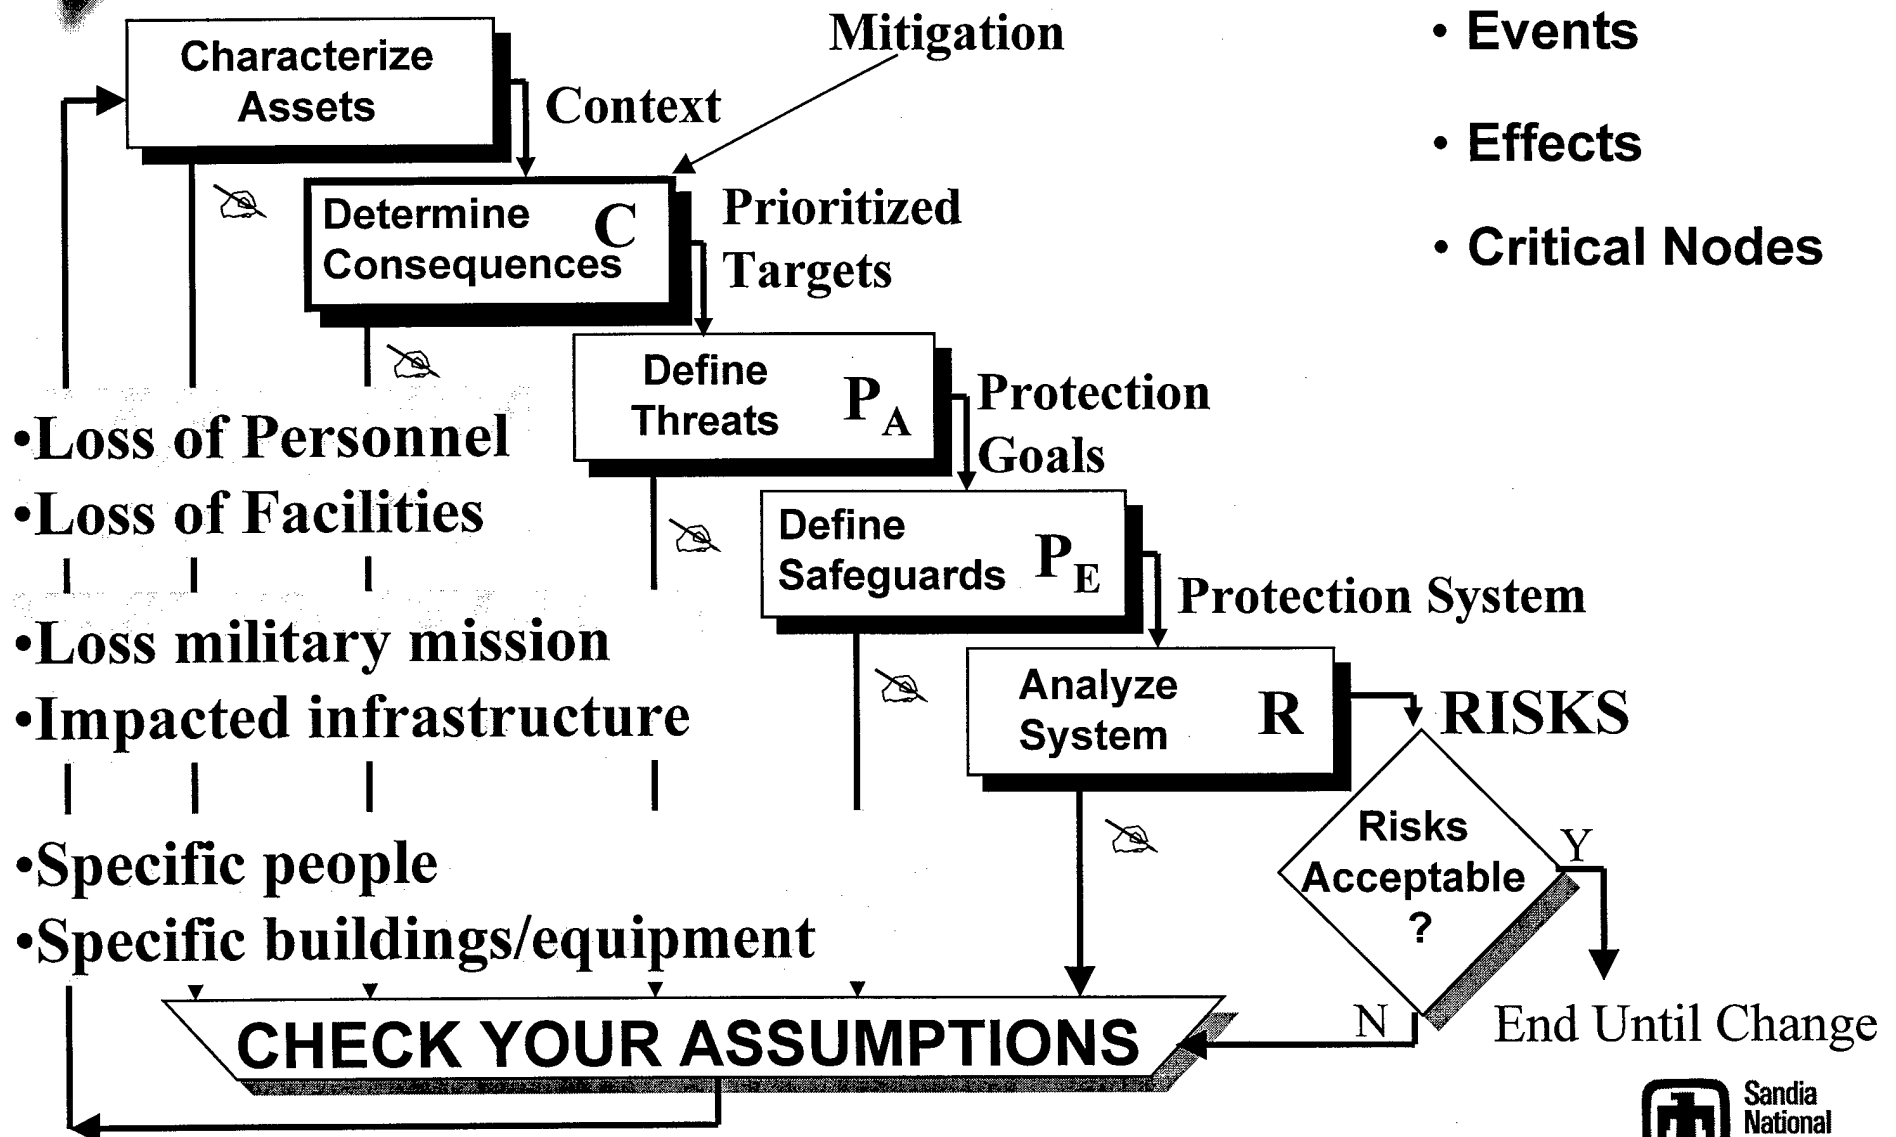 Characterize
Assets
Mitigation
Context
• Events
• Effects
• Critical Nodes
Determine
Consequences
C
Prioritized
Targets
Define
Threats
P A
Protection
Goals
•Loss of Personnel
•Loss of Facilities
Define
Safeguards
P E
Protection System
•Loss military mission
•Impacted infrastructure
Analyze
System
R
RISKS
Risks
Acceptable
?
Y
N
•Specific people
•Specific buildings/equipment
CHECK YOUR ASSUMPTIONS
End Until Change
Sandia
National